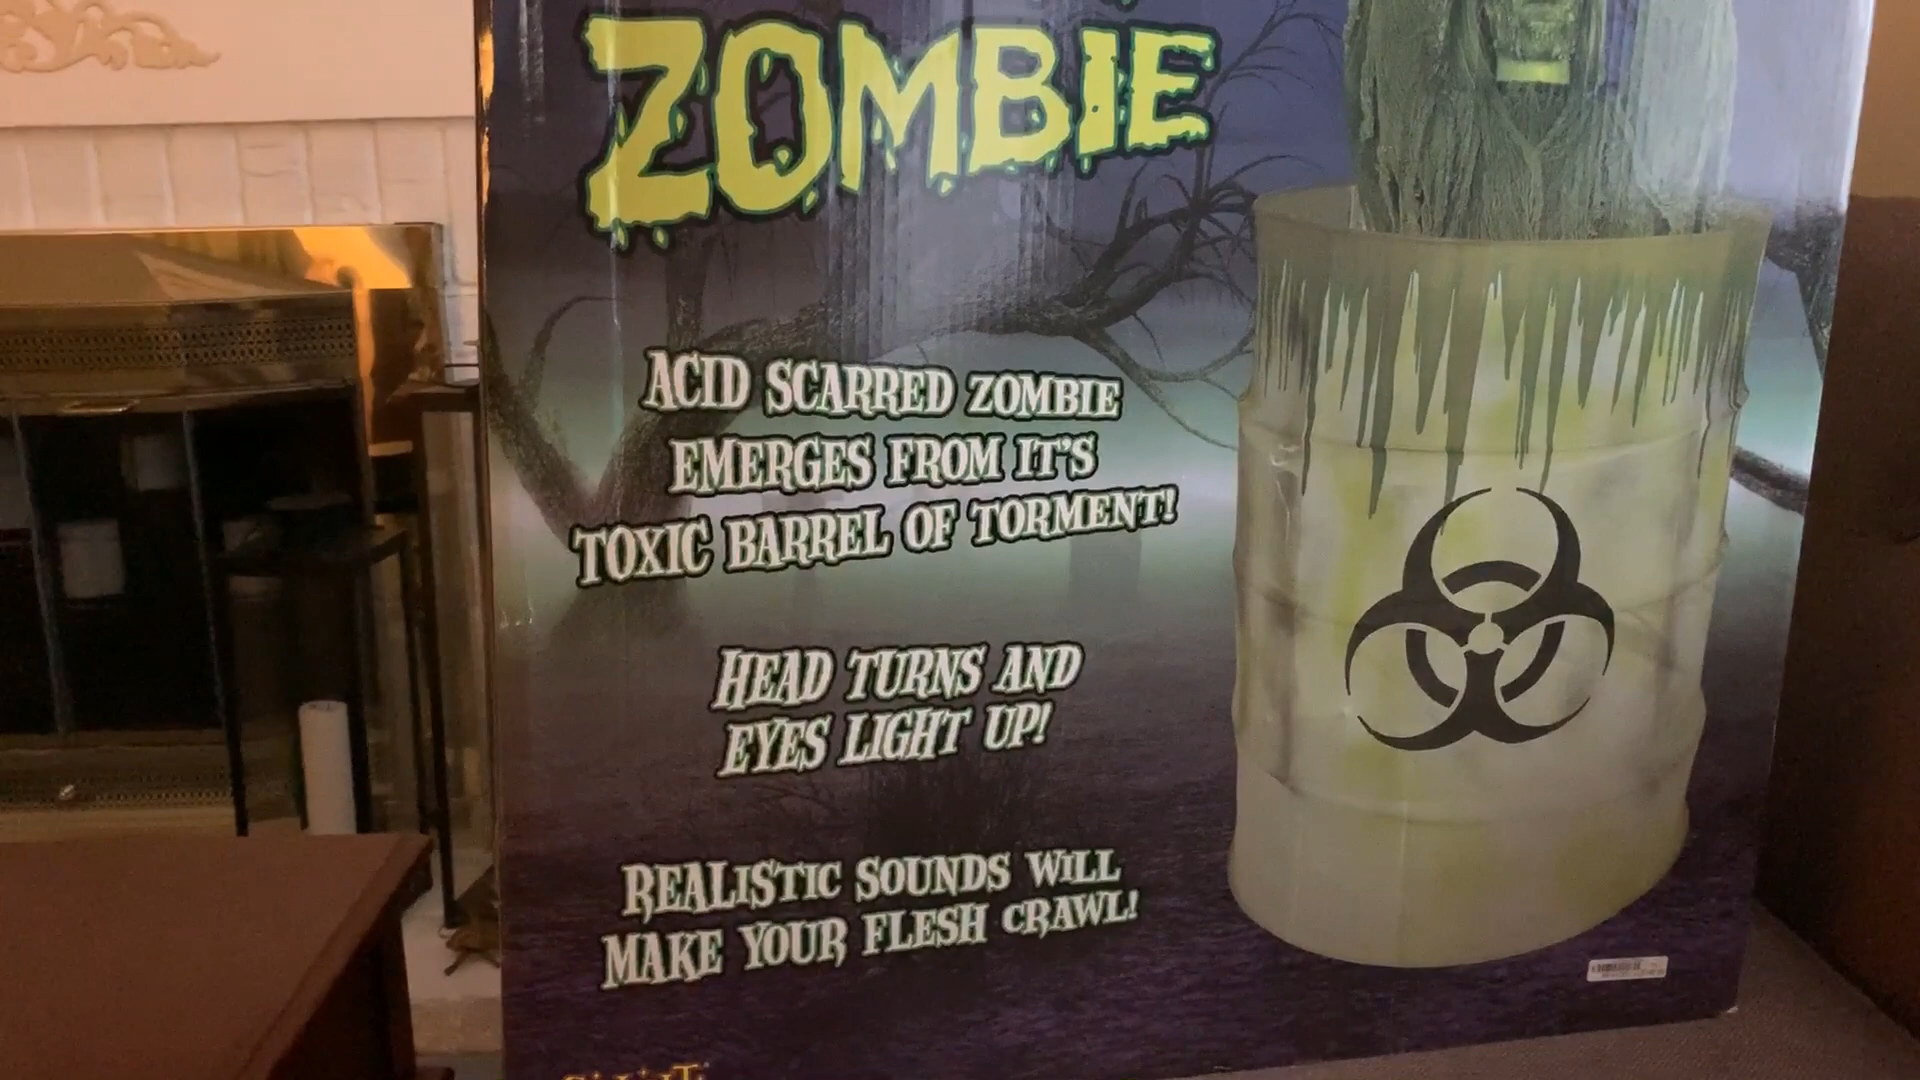 ZOMBIE
ACID SCARRED ZOMBIE
EMERGES FROM IT'S
TOXIC BARREL OF TORMENT!
HEAD TURNS AND
EYES LIGHT UP!
REALISTIC SOUNDS WILL
MAKE YOUR FLESH CRAWL!